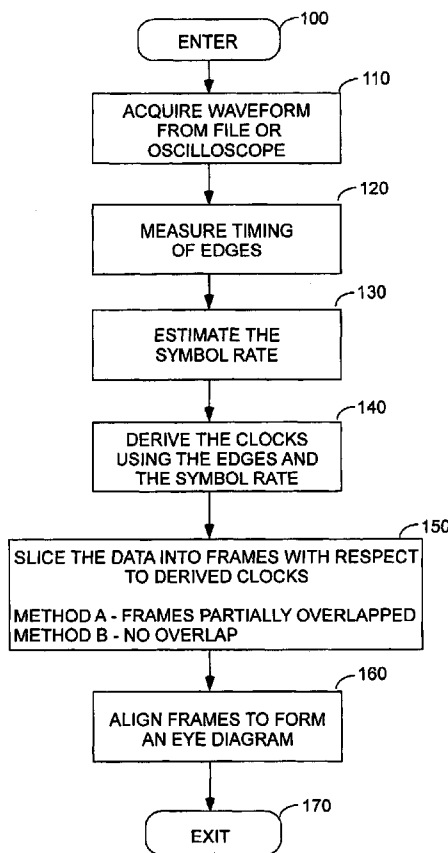 ENTER
100
110
ACQUIRE WAVEFORM
FROM FILE OR
OSCILLOSCOPE
120
MEASURE TIMING
OF EDGES
130
ESTIMATE THE
SYMBOL RATE
140
DERIVE THE CLOCKS
USING THE EDGES AND
THE SYMBOL RATE
150
SLICE THE DATA INTO FRAMES WITH RESPECT
TO DERIVED CLOCKS
METHOD A - FRAMES PARTIALLY OVERLAPPED
METHOD B - NO OVERLAP
160
ALIGN FRAMES TO FORM
AN EYE DIAGRAM
170
EXIT